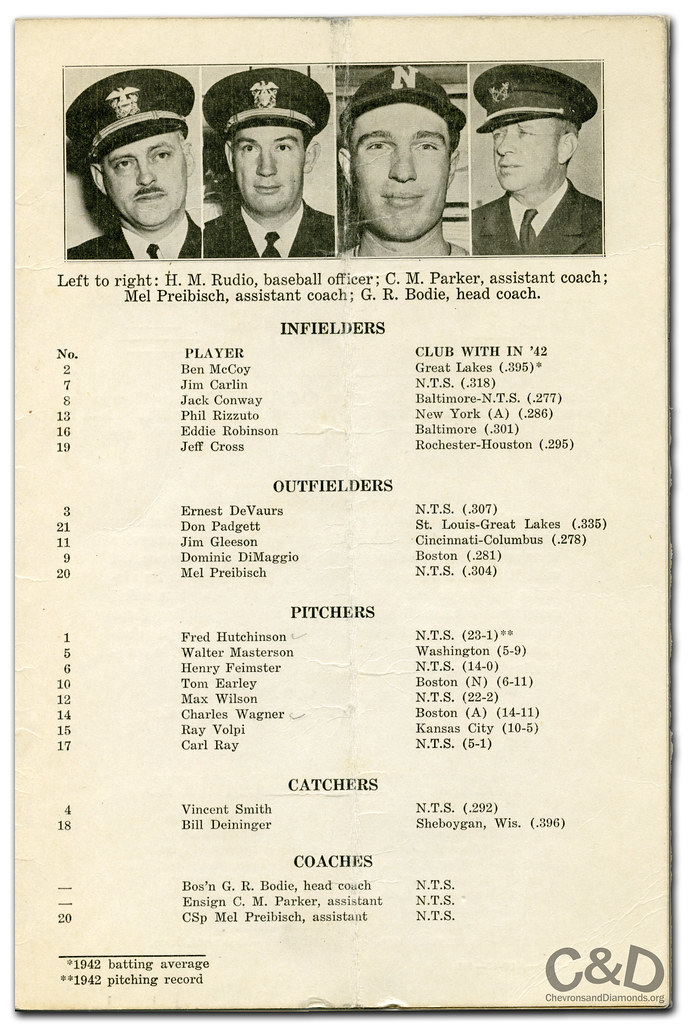 N
Left to right: H. M. Rudio, baseball officer; C. M. Parker, assistant coach;
Mel Preibisch, assistant coach; G. R. Bodie, head coach.
INFIELDERS
No. PLAYER CLUB WITH IN '42
2 Ben McCoy Great Lakes (.395)*
7 Jim Carlin N.T.S. (.318)
8 Jack Conway Baltimore-N.T.S. (.277)
13 Phil Rizzuto New York (A) (.286)
16 Eddie Robinson Baltimore (.301)
19 Jeff Cross Rochester-Houston (.295)
OUTFIELDERS
3 Ernest DeVaurs N.T.S. (.307)
21 Don Padgett St. Louis-Great Lakes (.335)
11 Jim Gleeson Cincinnati-Columbus (.278)
9 Dominic DiMaggio Boston (.281)
20 Mel Preibisch N.T.S. (.304)
PITCHERS
1 Fred Hutchinson N.T.S. (23-1)**
5 Walter Masterson Washington (5-9)
6 Henry Feimster N.T.S. (14-0)
10 Tom Earley Boston (N) (6-11)
12 Max Wilson N.T.S. (22-2)
14 Charles Wagner Boston (A) (14-11)
15 Ray Volpi Kansas City (10-5)
17 Carl Ray N.T.S. (5-1)
CATCHERS
4 Vincent Smith N.T.S. (.292)
18 Bill Deininger Sheboygan, Wis. (.396)
COACHES
— Bos'n G. R. Bodie, head coach N.T.S.
— Ensign C. M. Parker, assistant N.T.S.
20 CSp Mel Preibisch, assistant N.T.S.
*1942 batting average
**1942 pitching record
C&D
ChevronsandDiamonds.org